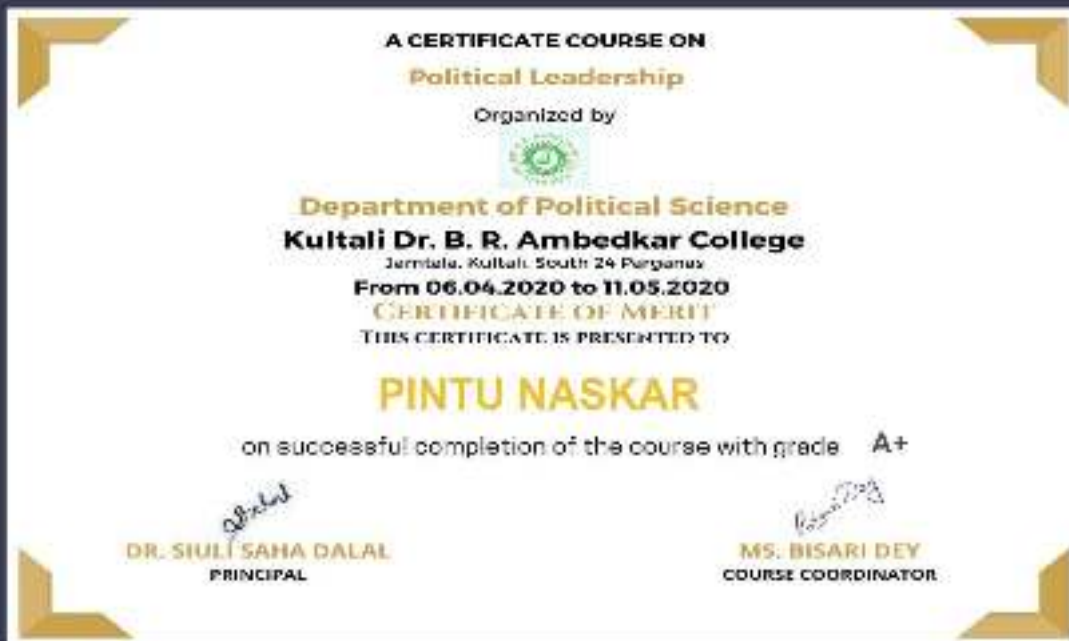 A CERTIFICATE COURSE ON
Political Leadership
Organized by
Department of Political Science
Kultali Dr. B. R. Ambedkar College
Jamtala, Kultali, South 24 Parganas
From 06.04.2020 to 11.05.2020
CERTIFICATE OF MERIT
THIS CERTIFICATE IS PRESENTED TO
PINTU NASKAR
on successful completion of the course with grade A+
DR. SIULI SAHA DALAL
PRINCIPAL
MS. BISARI DEY
COURSE COORDINATOR